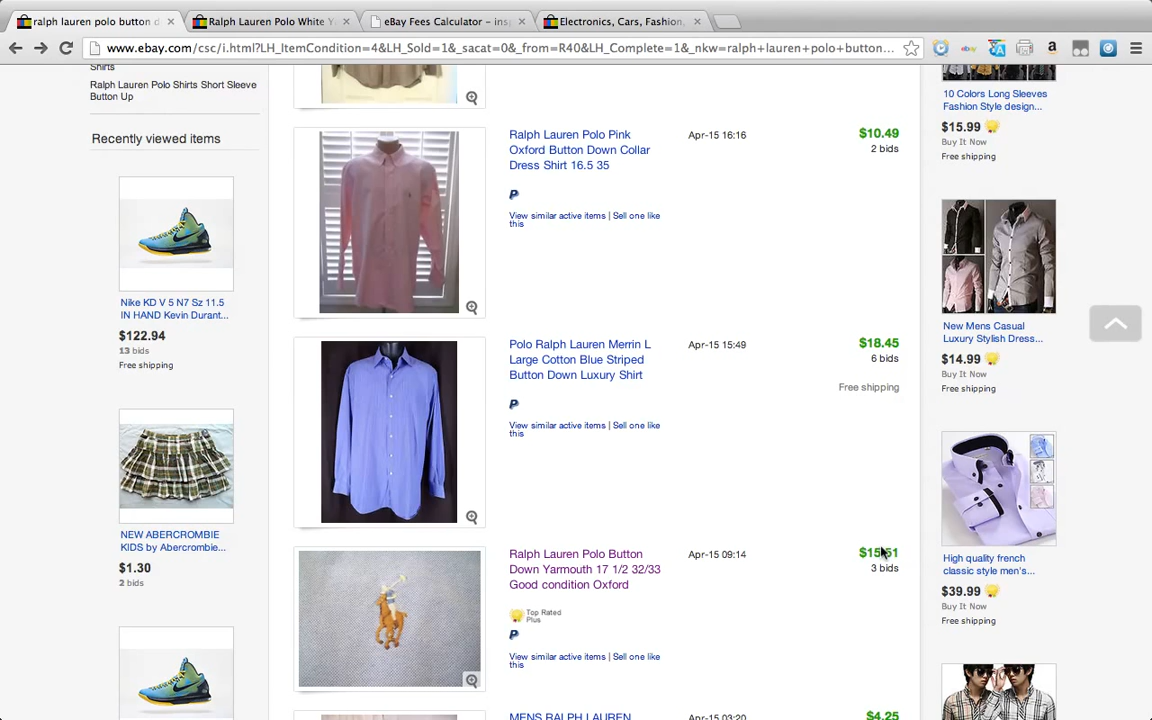 ralph lauren polo button d
Ralph Lauren Polo White Y
eBay Fees Calculator – ins
Electronics, Cars, Fashion,
www.ebay.com/csc/i.html?LH_ItemCondition=4&LH_Sold=1&_sacat=0&_from=R40&LH_Complete=1&_nkw=ralph+lauren+polo+button...
Shirts
Ralph Lauren Polo Shirts Short Sleeve
Button Up
Recently viewed items
Nike KD V 5 N7 Sz 11.5
IN HAND Kevin Durant...
$122.94
13 bids
Free shipping
NEW ABERCROMBIE
KIDS by Abercrombie...
$1.30
2 bids
Ralph Lauren Polo Pink
Oxford Button Down Collar
Dress Shirt 16.5 35
Apr-15 16:16
$10.49
2 bids
View similar active items | Sell one like
this
Polo Ralph Lauren Merrin L
Large Cotton Blue Striped
Button Down Luxury Shirt
Apr-15 15:49
$18.45
6 bids
Free shipping
View similar active items | Sell one like
this
Ralph Lauren Polo Button
Down Yarmouth 17 1/2 32/33
Good condition Oxford
Apr-15 09:14
$15.51
3 bids
Top Rated
Plus
View similar active items | Sell one like
this
MENS RALPH LAUREN
Apr-15 03:20
$4.25
10 Colors Long Sleeves
Fashion Style design...
$15.99
Buy It Now
Free shipping
New Mens Casual
Luxury Stylish Dress...
$14.99
Buy It Now
Free shipping
High quality french
classic style men's...
$39.99
Buy It Now
Free shipping